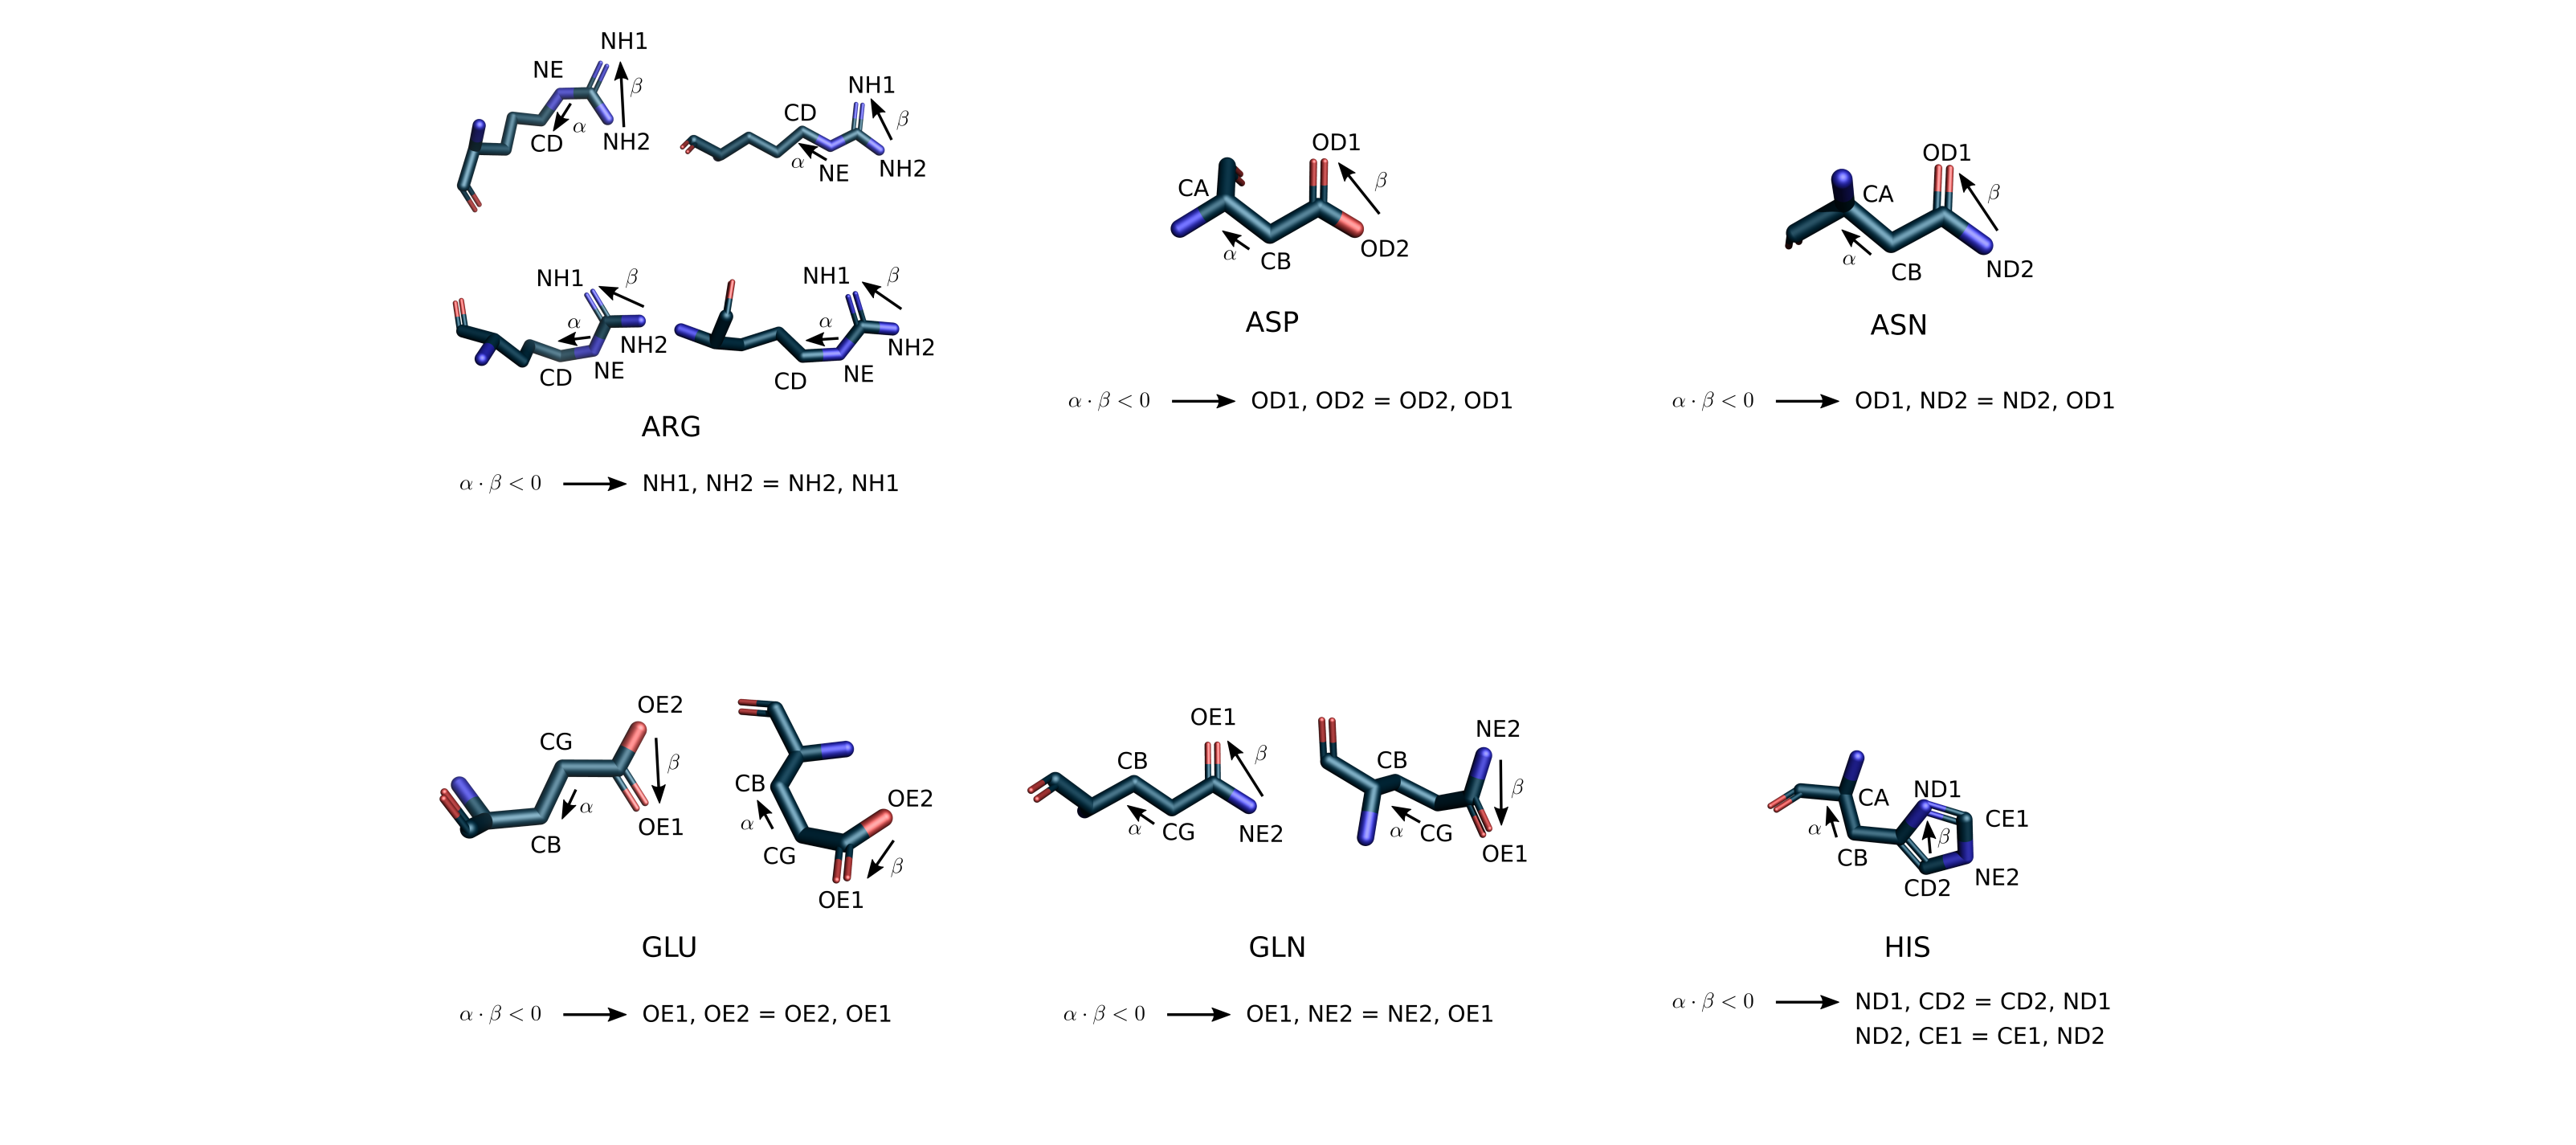 NH1
NE
β
α
CD
NH2
NH1
CD
β
α
NE
NH2
NH1
β
α
NH2
NE
CD
NH1
β
α
NH2
NE
CD
ARG
α · β < 0 → NH1, NH2 = NH2, NH1
OD1
CA
β
α
CB
OD2
ASP
α · β < 0 → OD1, OD2 = OD2, OD1
OD1
CA
β
α
CB
ND2
ASN
α · β < 0 → OD1, ND2 = ND2, OD1
OE2
CG
β
α
OE1
CB
CB
OE2
α
CG
β
OE1
GLU
α · β < 0 → OE1, OE2 = OE2, OE1
OE1
CB
β
α
CG
NE2
NE2
CB
β
α
CG
OE1
GLN
α · β < 0 → OE1, NE2 = NE2, OE1
CA
ND1
CE1
α
β
CB
CD2
NE2
HIS
α · β < 0 → ND1, CD2 = CD2, ND1
ND2, CE1 = CE1, ND2